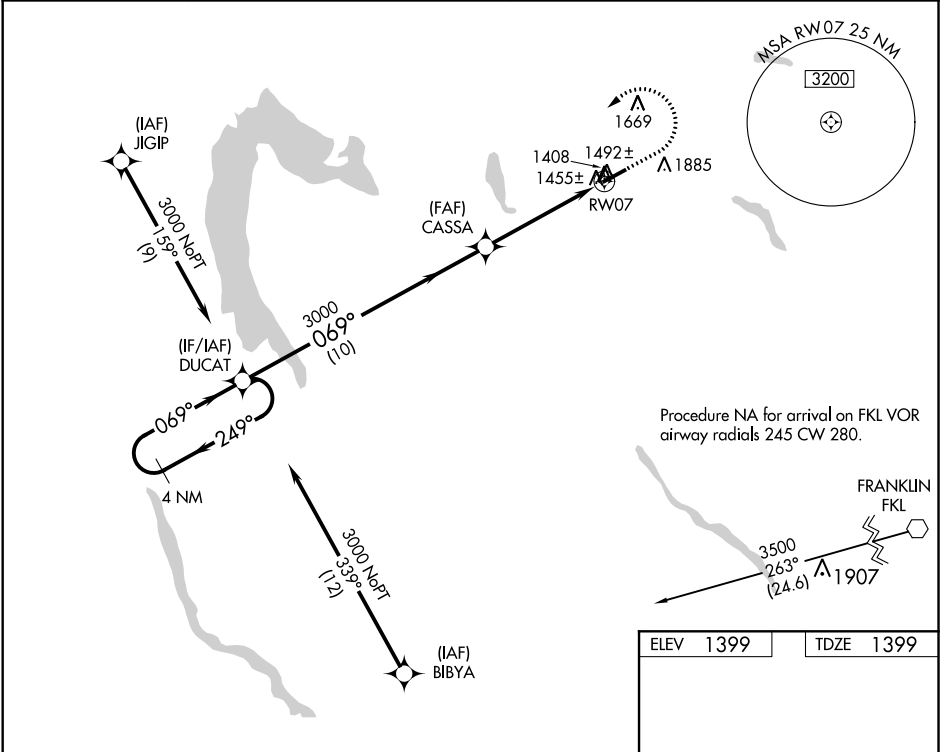 MSA RW07 25 NM
3200
(IAF)
JIGIP
3000 NoPT
159°
(9)
1669
1408
1492±
1455±
1885
RW07
(FAF)
CASSA
3000
069°
(10)
(IF/IAF)
DUCAT
069°
249°
4 NM
Procedure NA for arrival on FKL VOR
airway radials 245 CW 280.
FRANKLIN
FKL
3500
263°
(24.6)
1907
3000 NoPT
339°
(12)
(IAF)
BIBYA
ELEV 1399
TDZE 1399